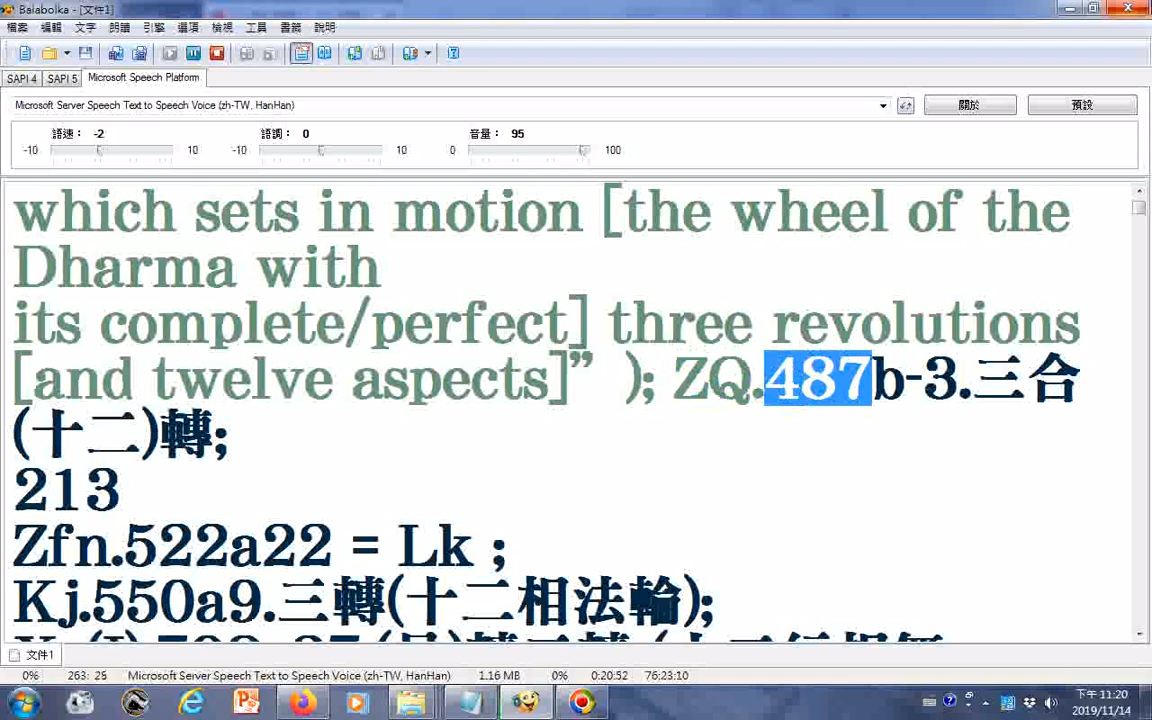 Balabolka - [文件1]
檔案 編輯 文字 朗讀 引擎 選項 檢視 工具 書籤 說明
SAPI 4 SAPI 5 Microsoft Speech Platform
Microsoft Server Speech Text to Speech Voice (zh-TW, HanHan) 關於 預設
語速： -2 語調： 0 音量： 95
-10 10 -10 10 0 100
which sets in motion [the wheel of the
Dharma with
its complete/perfect] three revolutions
[and twelve aspects]” ); ZQ.487b-3.三合
(十二)轉;
213
Zfn.522a22 = Lk ;
Kj.550a9.三轉(十二相法輪);
文件1
0% 263: 25 Microsoft Server Speech Text to Speech Voice (zh-TW, HanHan) 1.16 MB 0% 0:20:52 76:23:10
下午 11:20
2019/11/14